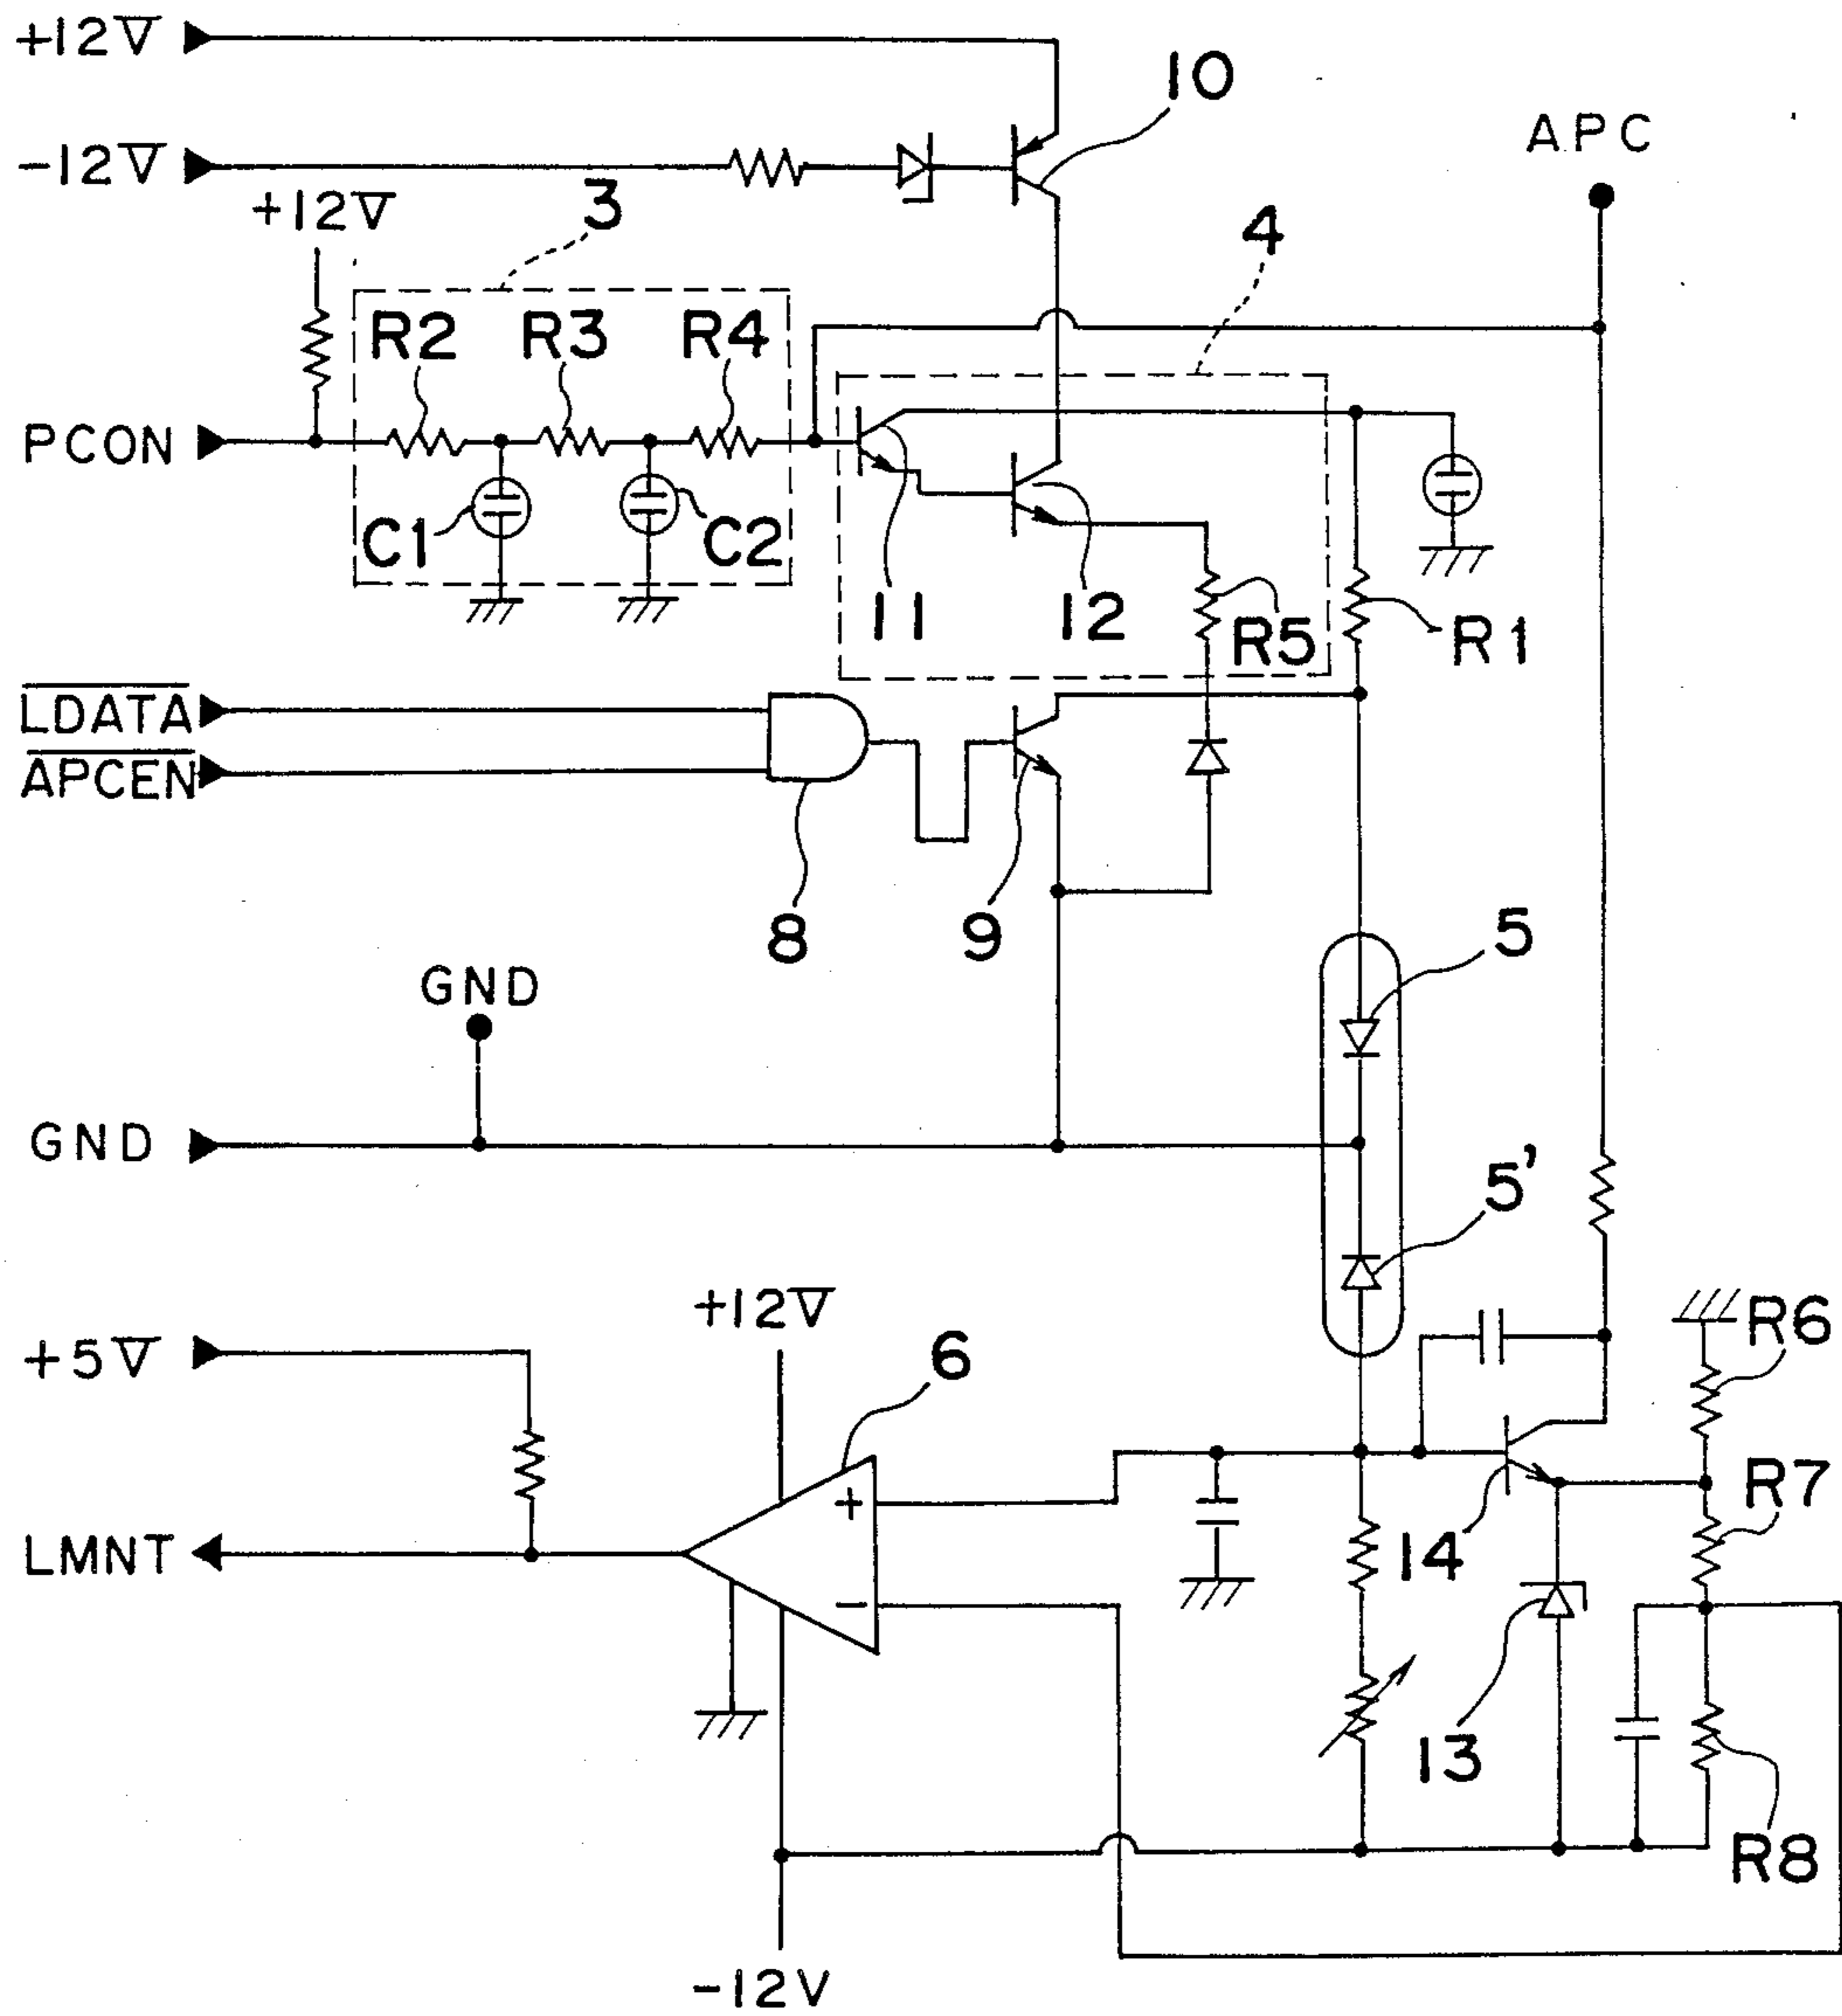 +12V
10
APC
-12V
+12V
3
4
R2
R3
R4
PCON
C1
C2
11
12
R5
R1
LDATA
APCEN
8
9
5
GND
GND
5'
+12V
R6
+5V
6
R7
+
LMNT
14
-
13
R8
-12V